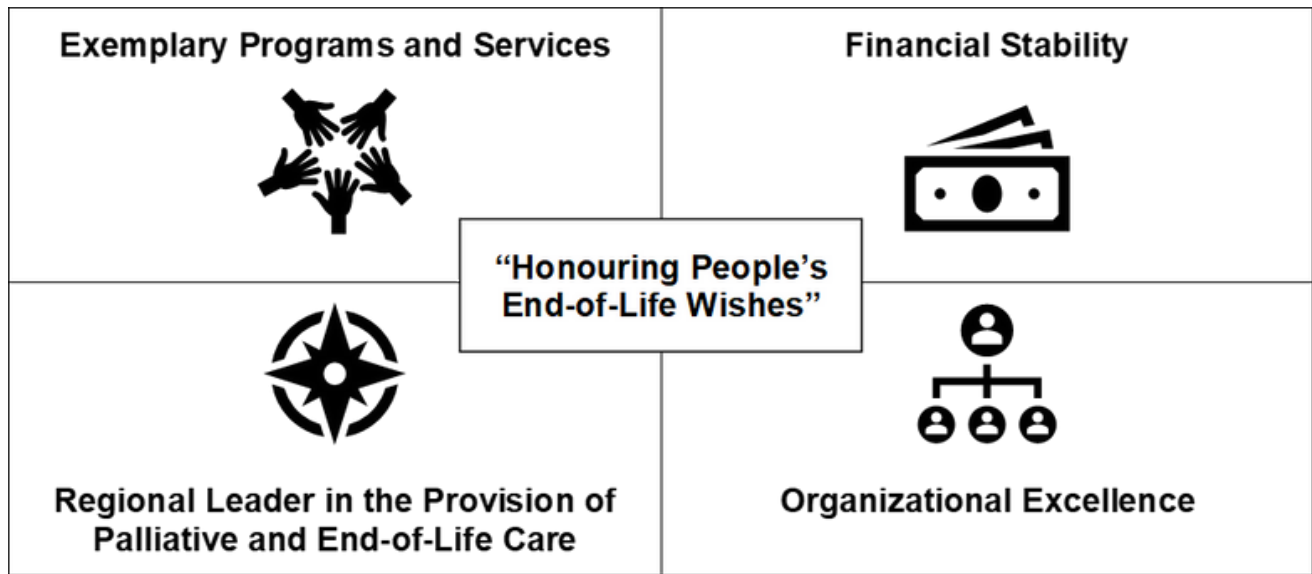 Exemplary Programs and Services
Financial Stability
“Honouring People’s
End-of-Life Wishes”
Regional Leader in the Provision of
Palliative and End-of-Life Care
Organizational Excellence